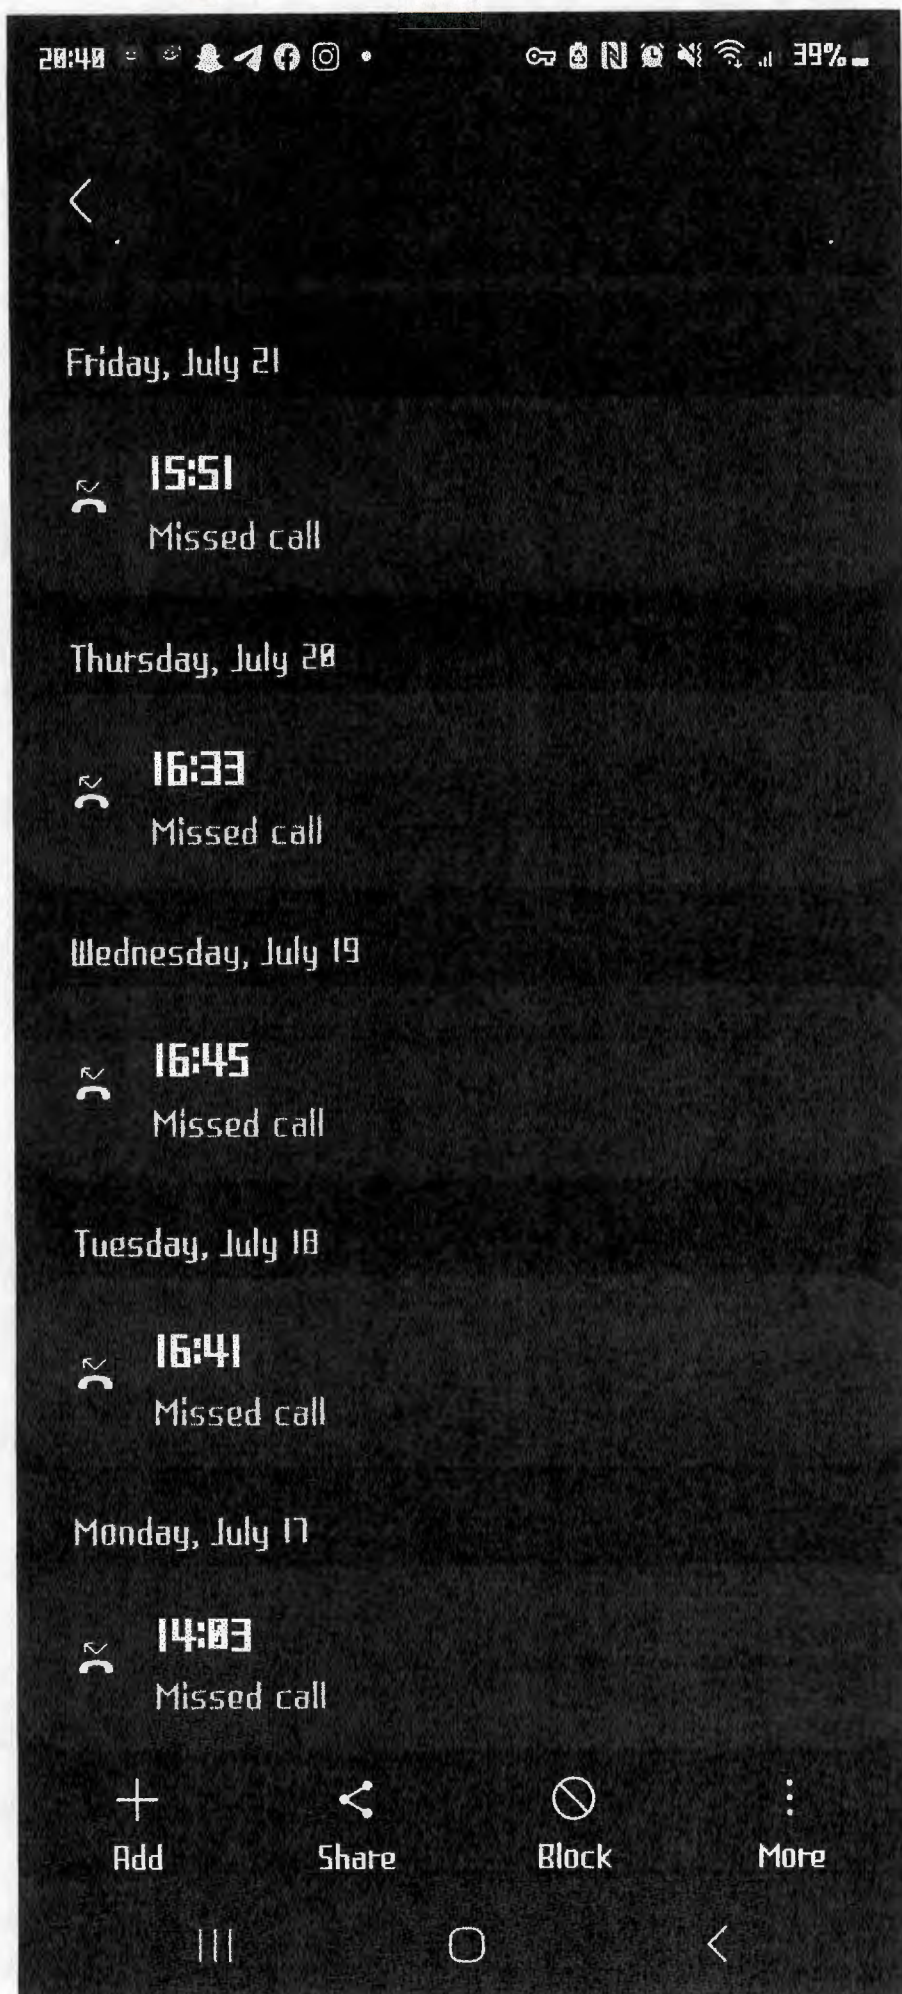 20:40
39%
Friday, July 21
15:51
Missed call
Thursday, July 20
16:33
Missed call
Wednesday, July 19
16:45
Missed call
Tuesday, July 18
16:41
Missed call
Monday, July 17
14:03
Missed call
Add Share Block More